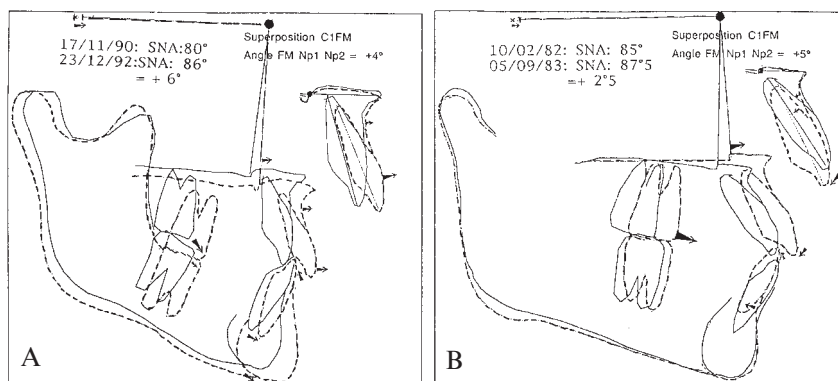 Superposition C1FM
17/11/90: SNA:80°
Angle FM Np1 Np2 = +4°
23/12/92: SNA: 86°
= + 6°
A
Superposition C1FM
10/02/82: SNA: 85°
Angle FM Np1 Np2 = +5°
05/09/83: SNA: 87°5
=+ 2°5
B